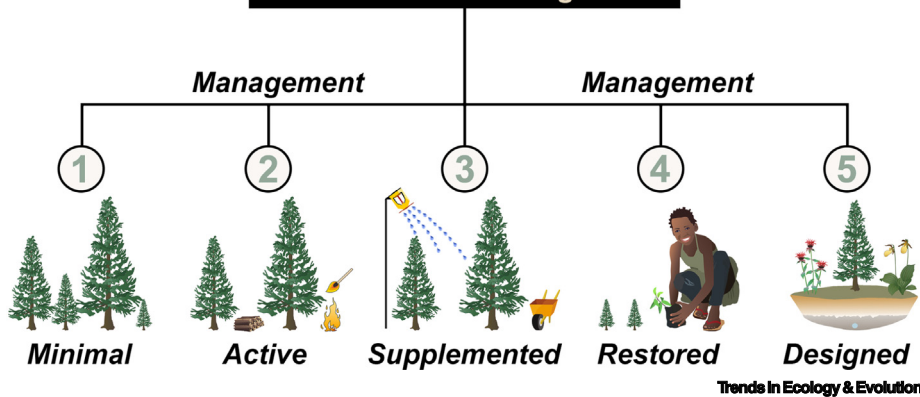 Management
Management
1
2
3
4
5
Minimal
Active
Supplemented
Restored
Designed
Trends in Ecology & Evolution